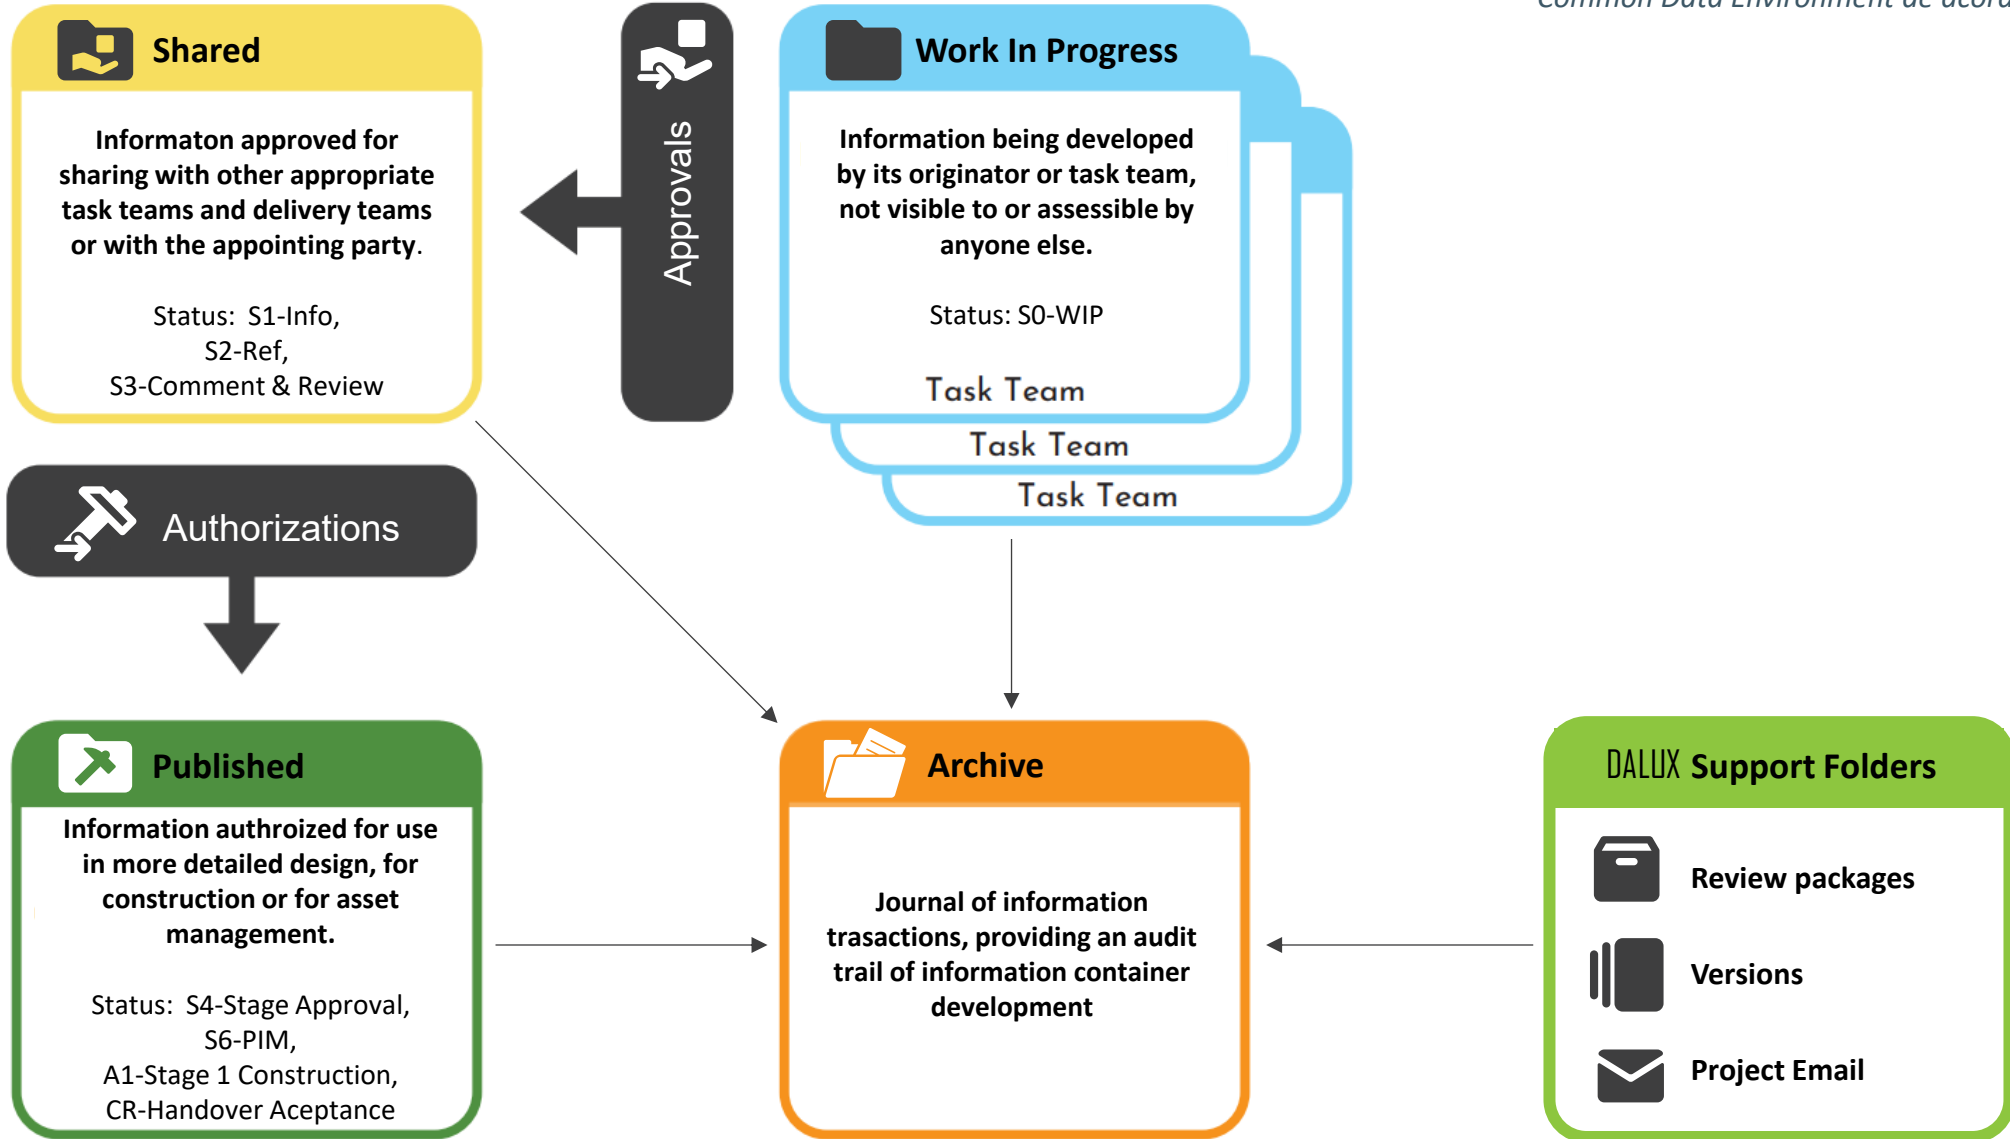 Common Data Environment de acord
Shared
Informaton approved for
sharing with other appropriate
task teams and delivery teams
or with the appointing party.
Status: S1-Info,
S2-Ref,
S3-Comment & Review
Approvals
Work In Progress
Information being developed
by its originator or task team,
not visible to or assessible by
anyone else.
Status: S0-WIP
Task Team
Task Team
Task Team
Authorizations
Published
Information authroized for use
in more detailed design, for
construction or for asset
management.
Status: S4-Stage Approval,
S6-PIM,
A1-Stage 1 Construction,
CR-Handover Aceptance
Archive
Journal of information
trasactions, providing an audit
trail of information container
development
DALUX Support Folders
Review packages
Versions
Project Email